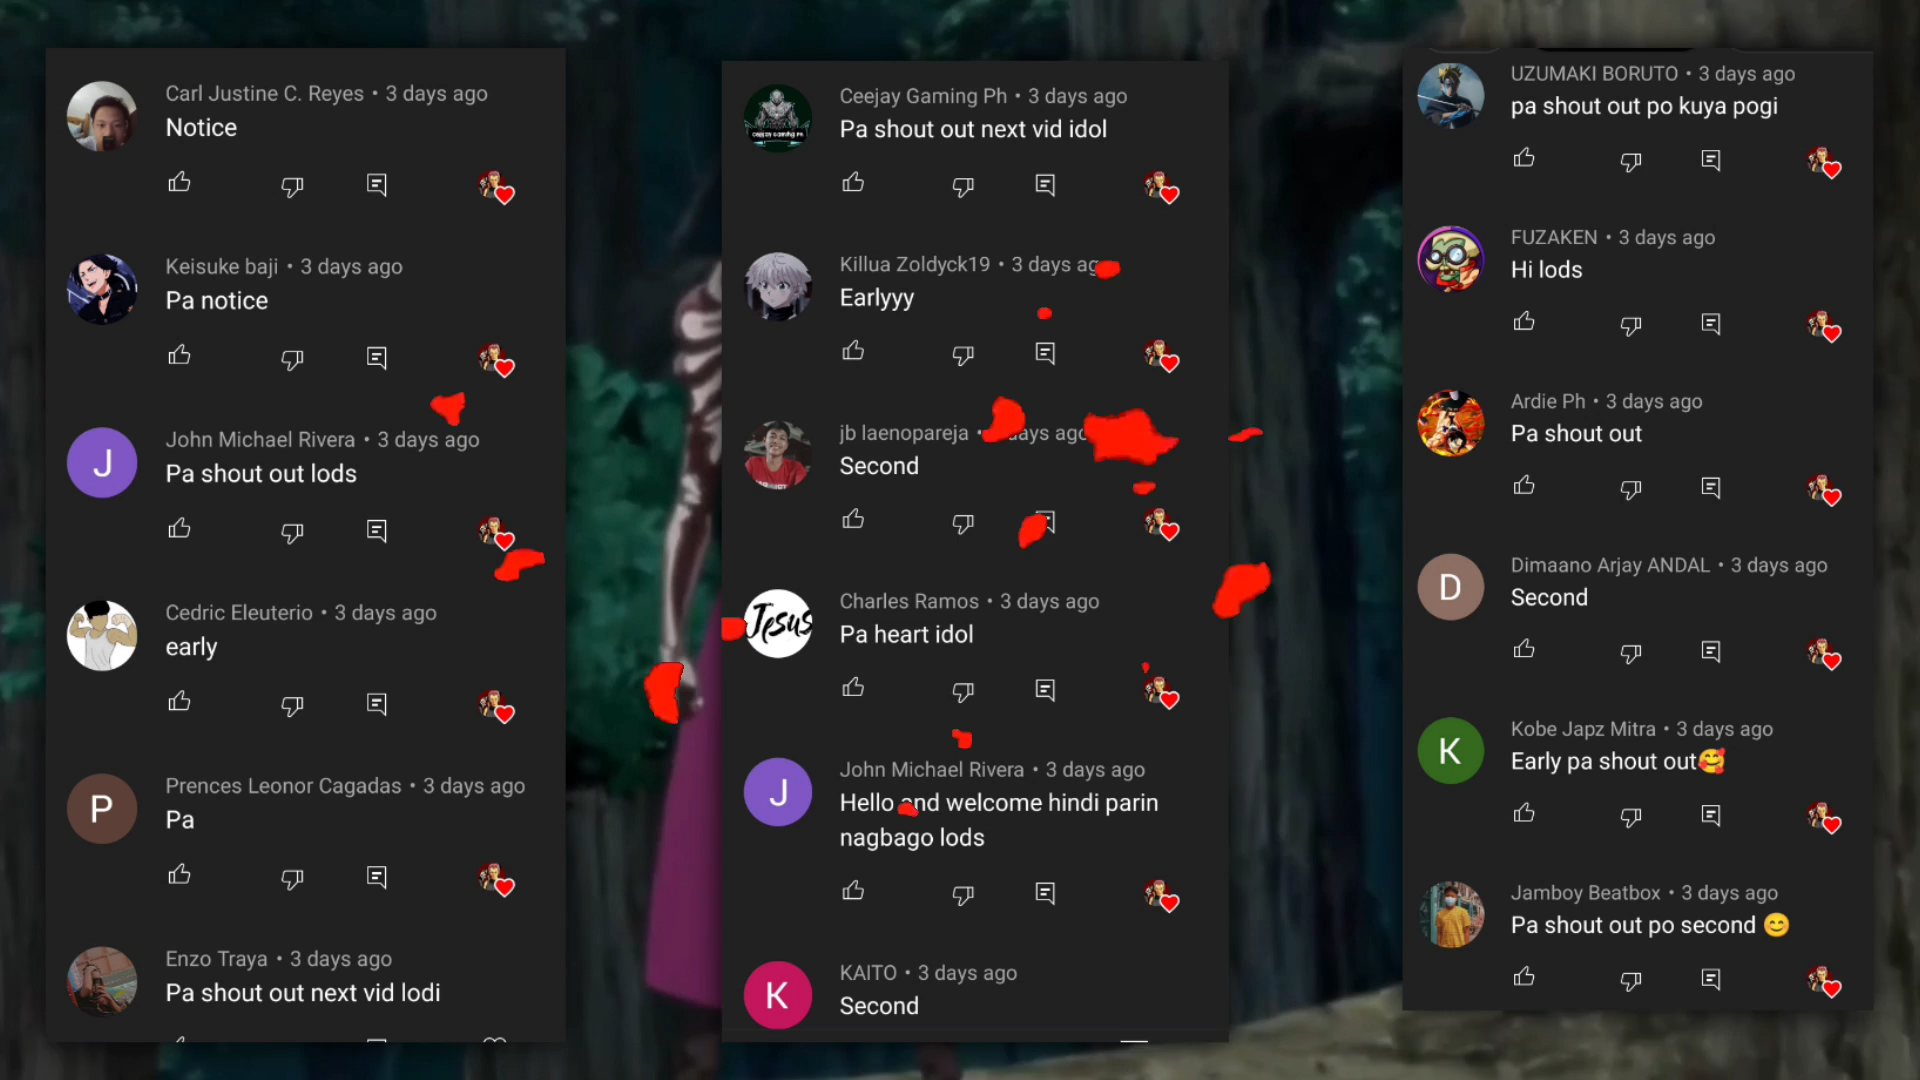 Carl Justine C. Reyes • 3 days ago
Notice
Keisuke baji • 3 days ago
Pa notice
John Michael Rivera • 3 days ago
Pa shout out lods
J
Cedric Eleuterio • 3 days ago
early
Prences Leonor Cagadas • 3 days ago
P
Pa
Enzo Traya • 3 days ago
Pa shout out next vid lodi
Ceejay Gaming Ph • 3 days ago
Pa shout out next vid idol
CEEJAY GAMING PH
Killua Zoldyck19 • 3 days
Earlyyy
jb laenopareja • ago
Second
Charles Ramos • 3 days ago
Jesus
Pa heart idol
John Michael Rivera • 3 days ago
J
Hello and welcome hindi parin
nagbago lods
KAITO • 3 days ago
K
Second
UZUMAKI BORUTO • 3 days ago
pa shout out po kuya pogi
FUZAKEN • 3 days ago
Hi lods
Ardie Ph • 3 days ago
Pa shout out
Dimaano Arjay ANDAL • 3 days ago
D
Second
Kobe Japz Mitra • 3 days ago
K
Early pa shout out🥰
Jamboy Beatbox • 3 days ago
Pa shout out po second 😊